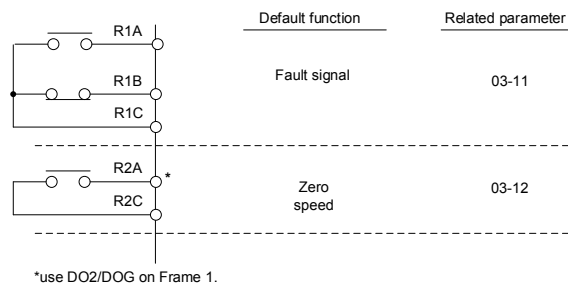 Default function Related parameter
R1A
R1B
Fault signal 03-11
R1C
R2A
*
Zero
speed
03-12
R2C
*use DO2/DOG on Frame 1.